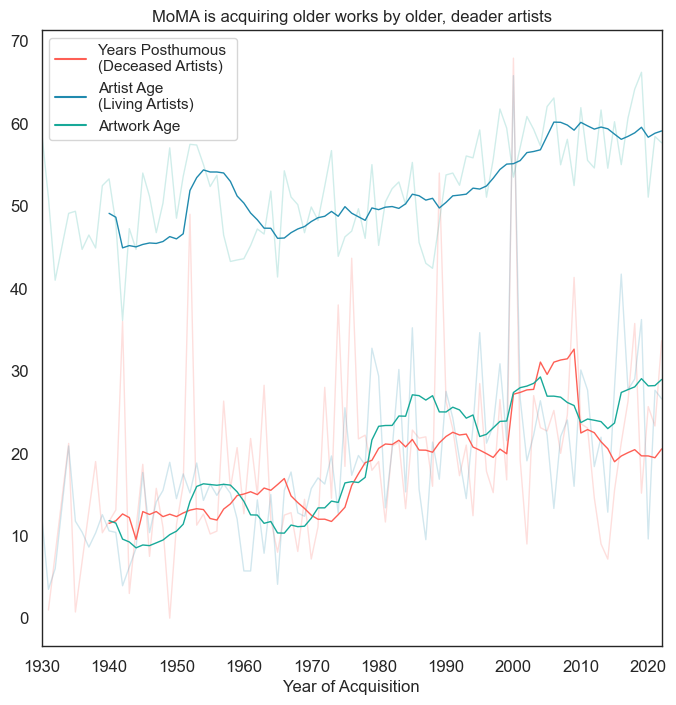 MoMA is acquiring older works by older, deader artists
70
60
50
40
30
20
10
0
Years Posthumous
(Deceased Artists)
Artist Age
(Living Artists)
Artwork Age
1930 1940 1950 1960 1970 1980 1990 2000 2010 2020
Year of Acquisition